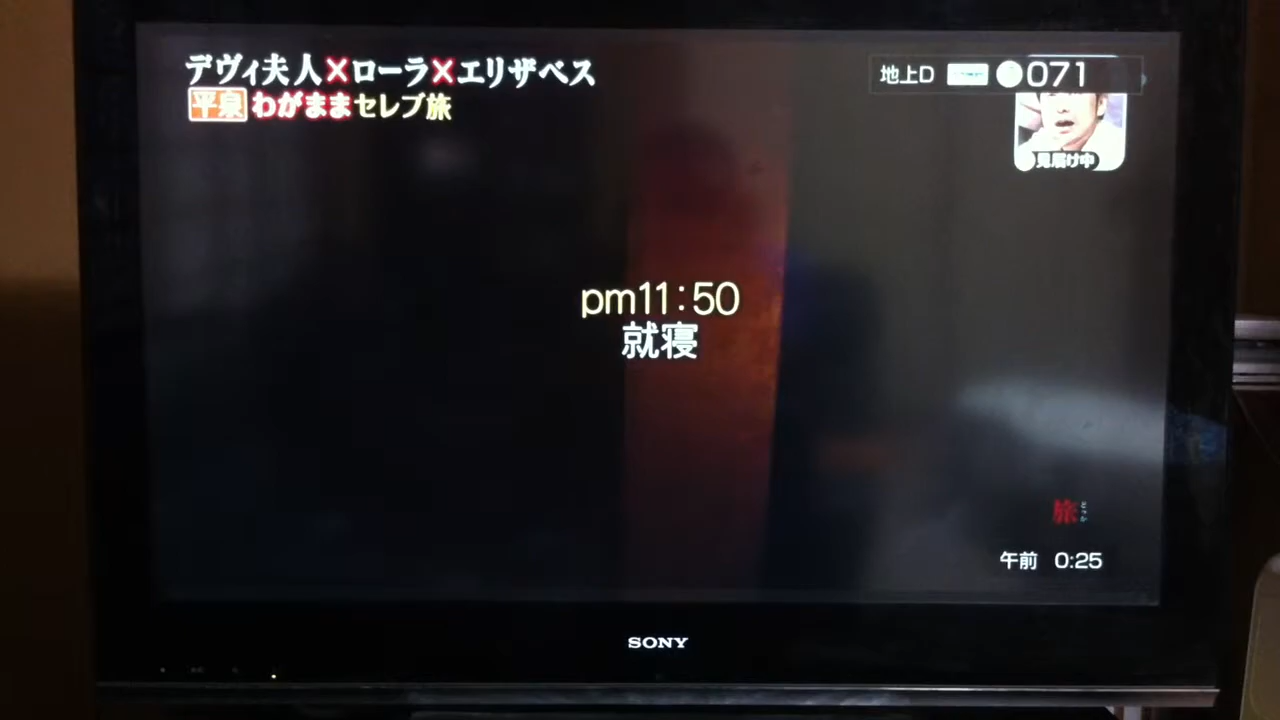 デヴィ夫人×ローラ×エリザベス
平泉 わがままセレブ旅
地上D 071
見届け中
pm11:50
就寝
旅
午前 0:25
SONY